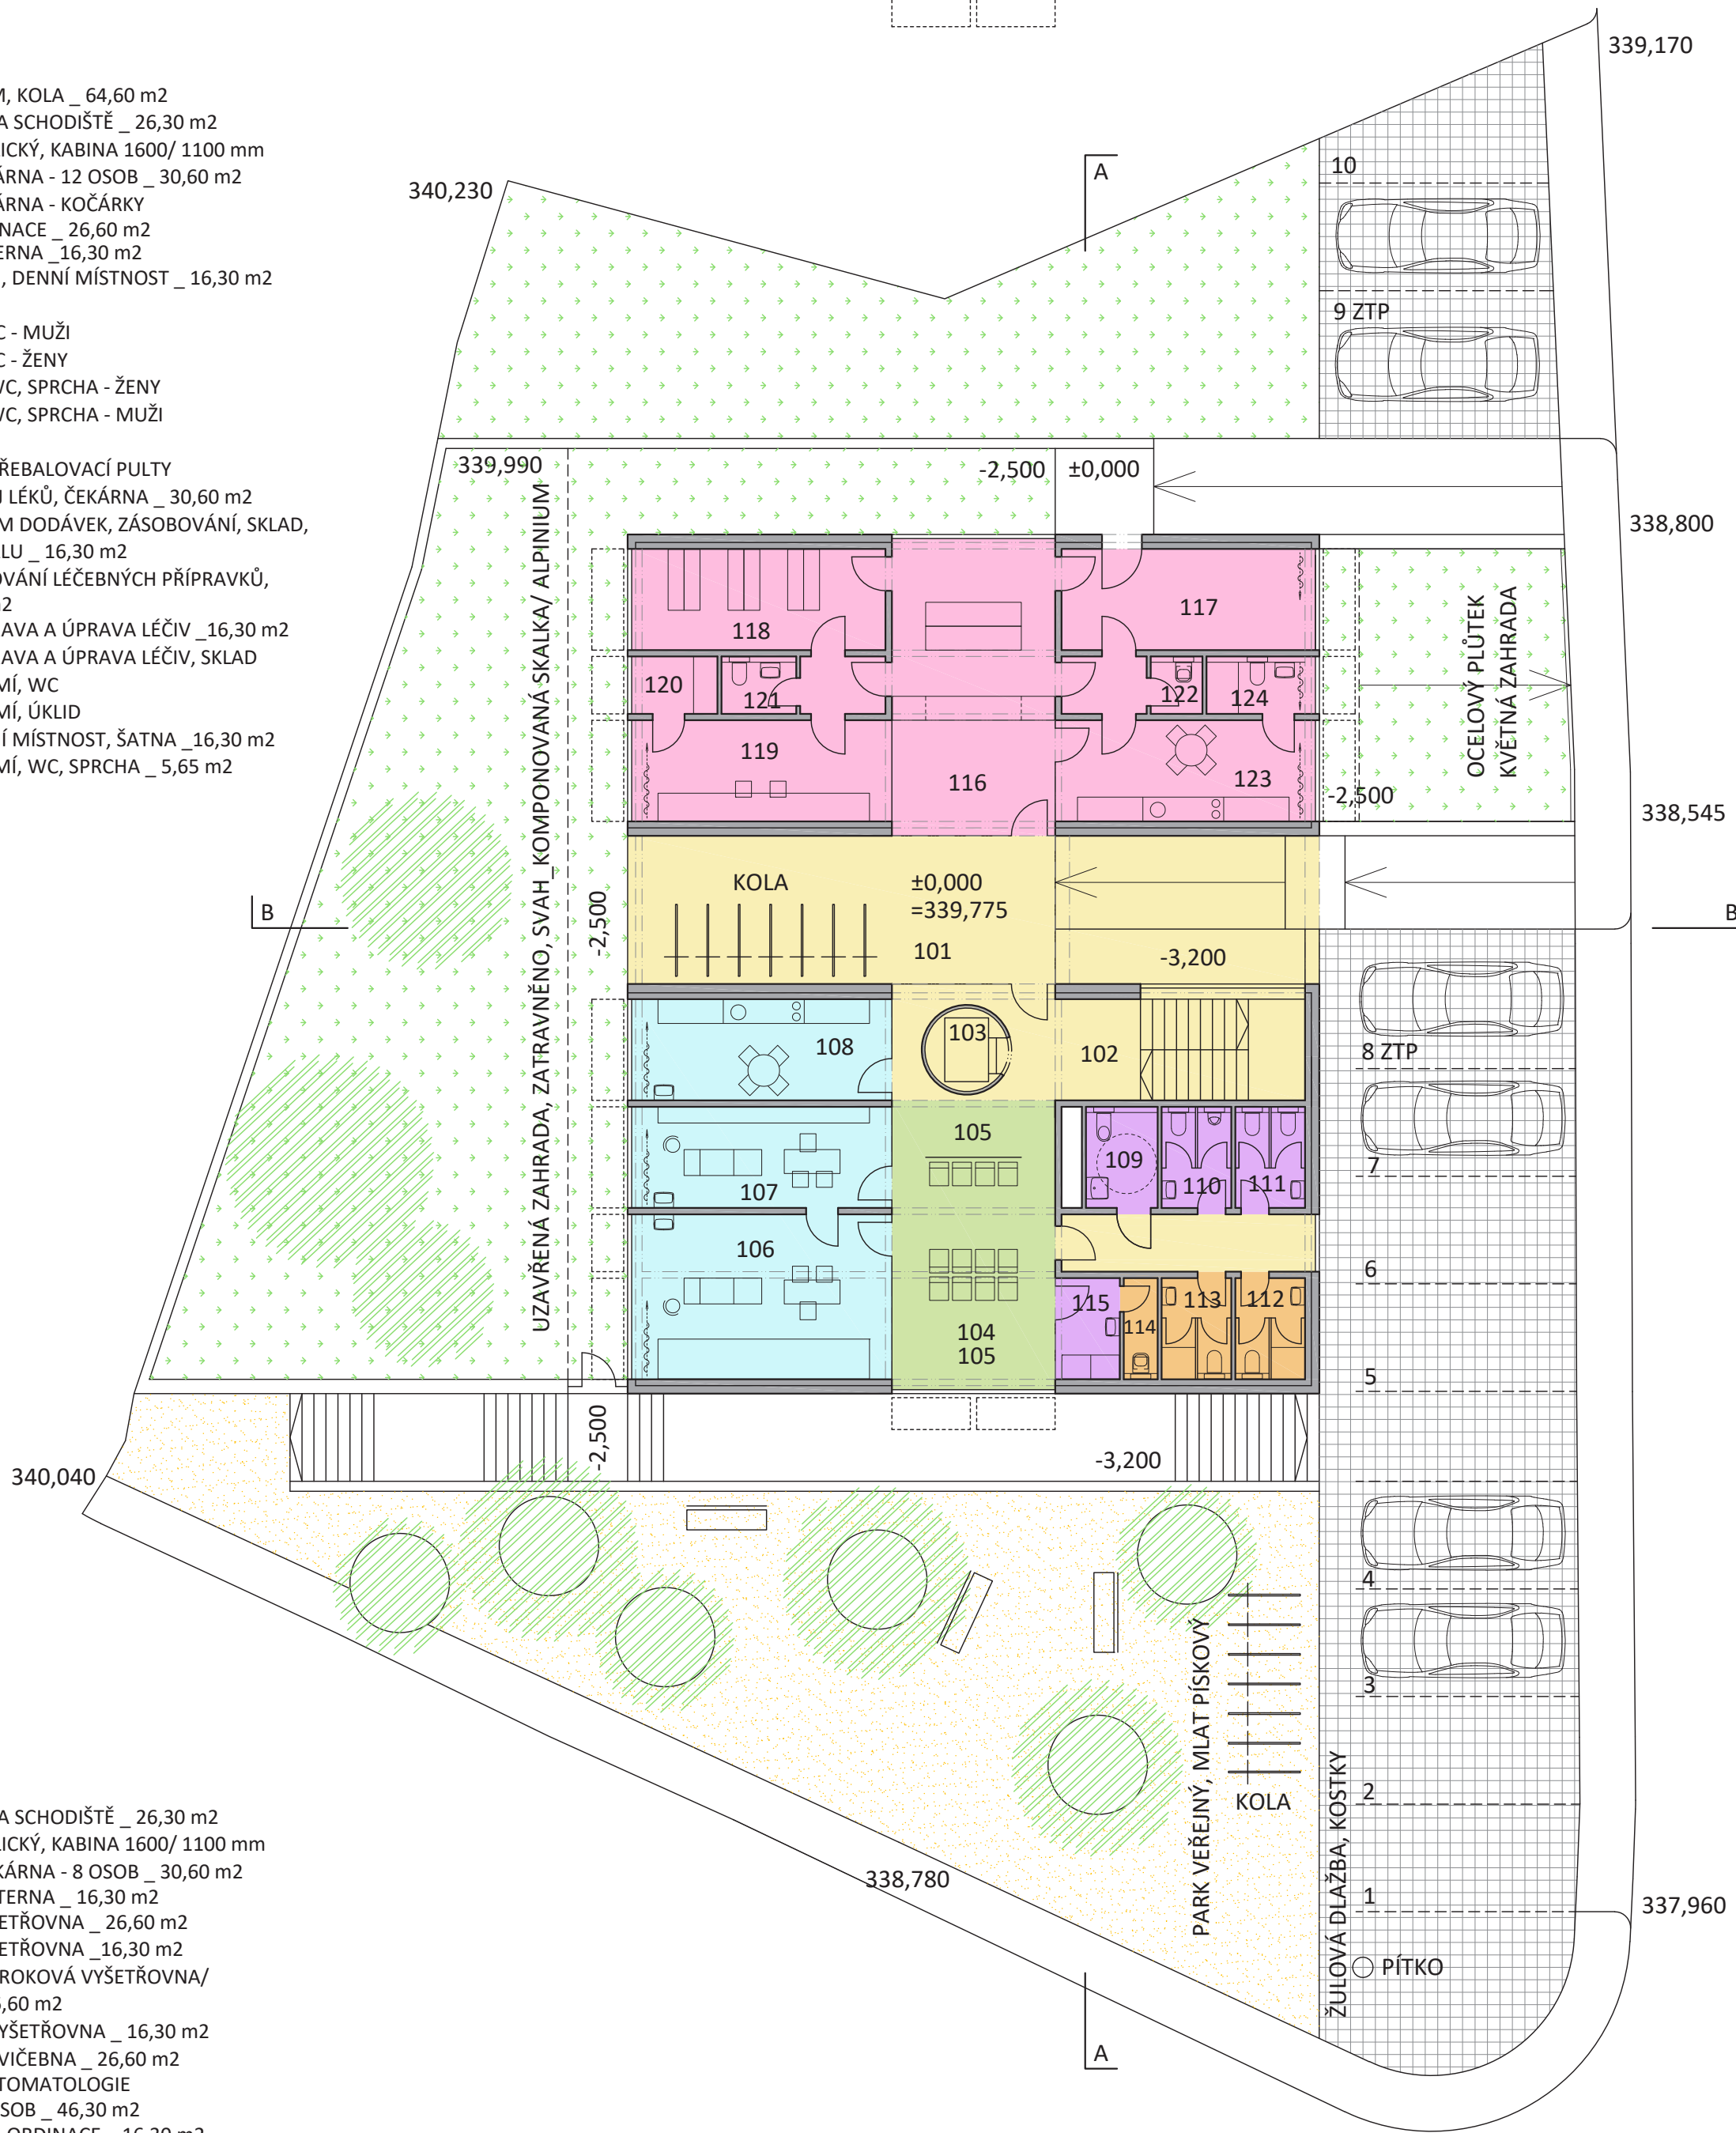 M, KOLA _ 64,60 m2
A SCHODIŠTĚ _ 26,30 m2
ICKÝ, KABINA 1600/ 1100 mm
ÁRNA - 12 OSOB _ 30,60 m2
ÁRNA - KOČÁRKY
NACE _ 26,60 m2
ERNA _16,30 m2
, DENNÍ MÍSTNOST _ 16,30 m2
C - MUŽI
C - ŽENY
WC, SPRCHA - ŽENY
WC, SPRCHA - MUŽI
ŘEBALOVACÍ PULTY
J LÉKŮ, ČEKÁRNA _ 30,60 m2
M DODÁVEK, ZÁSOBOVÁNÍ, SKLAD,
LU _ 16,30 m2
OVÁNÍ LÉČEBNÝCH PŘÍPRAVKŮ,
m2
RAVA A ÚPRAVA LÉČIV _16,30 m2
RAVA A ÚPRAVA LÉČIV, SKLAD
MÍ, WC
MÍ, ÚKLID
Í MÍSTNOST, ŠATNA _16,30 m2
MÍ, WC, SPRCHA _ 5,65 m2
A SCHODIŠTĚ _ 26,30 m2
ICKÝ, KABINA 1600/ 1100 mm
KÁRNA - 8 OSOB _ 30,60 m2
TERNA _ 16,30 m2
ETŘOVNA _ 26,60 m2
ETŘOVNA _16,30 m2
ROKOVÁ VYŠETŘOVNA/
6,60 m2
YŠETŘOVNA _ 16,30 m2
VIČEBNA _ 26,60 m2
TOMATOLOGIE
SOB _ 46,30 m2
339,170
340,230
A
10
9 ZTP
339,990
-2,500
±0,000
338,800
118
117
120
121
122
124
119
116
123
-2,500
OCELOVÝ PLŮTEK
KVĚTNÁ ZAHRADA
338,545
UZAVŘENÁ ZAHRADA, ZATRAVNĚNO, SVAH_KOMPONOVANÁ SKALKA/ ALPINIUM
KOLA
±0,000
=339,775
101
-3,200
B
B
-2,500
103
102
108
8 ZTP
105
109
110
111
107
7
106
6
115
114
113
112
104
105
5
-2,500
-3,200
340,040
4
3
PARK VEŘEJNÝ, MLAT PÍSKOVÝ
KOLA
2
ŽULOVÁ DLAŽBA, KOSTKY
1
338,780
337,960
PÍTKO
A